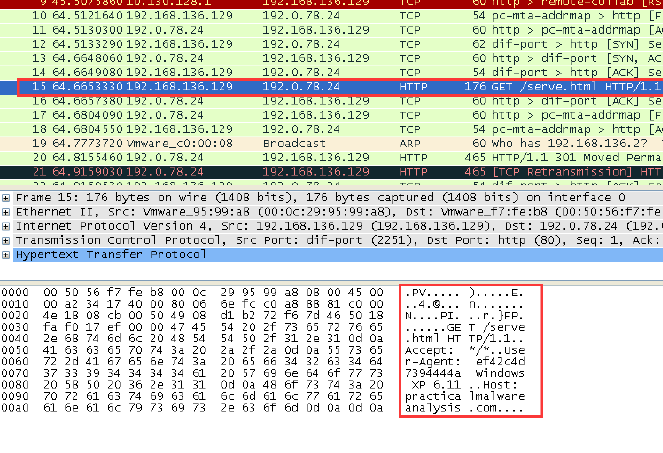 9 45.5075860 10.130.128.1 192.168.136.129 TCP 60 http > remote-collab [RS
10 64.5121640 192.168.136.129 192.0.78.24 TCP 54 pc-mta-addrmap > http [F
11 64.5130300 192.0.78.24 192.168.136.129 TCP 60 http > pc-mta-addrmap [A
12 64.5133290 192.168.136.129 192.0.78.24 TCP 62 dif-port > http [SYN] Se
13 64.6648060 192.0.78.24 192.168.136.129 TCP 60 http > dif-port [SYN, AC
14 64.6649080 192.168.136.129 192.0.78.24 TCP 54 dif-port > http [ACK] Se
15 64.6653330 192.168.136.129 192.0.78.24 HTTP 176 GET /serve.html HTTP/1.1
16 64.6657380 192.0.78.24 192.168.136.129 TCP 60 http > dif-port [ACK] Se
17 64.6804090 192.0.78.24 192.168.136.129 TCP 60 http > pc-mta-addrmap [F
18 64.6804550 192.168.136.129 192.0.78.24 TCP 54 pc-mta-addrmap > http [A
19 64.7773720 Vmware_c0:00:08 Broadcast ARP 60 Who has 192.168.136.2? T
20 64.8155460 192.0.78.24 192.168.136.129 HTTP 465 HTTP/1.1 301 Moved Perma
21 64.9159030 192.0.78.24 192.168.136.129 HTTP 465 [TCP Retransmission] HTT
Frame 15: 176 bytes on wire (1408 bits), 176 bytes captured (1408 bits) on interface 0
Ethernet II, Src: Vmware_95:99:a8 (00:0c:29:95:99:a8), Dst: Vmware_f7:fe:b8 (00:50:56:f7:fe
Internet Protocol Version 4, Src: 192.168.136.129 (192.168.136.129), Dst: 192.0.78.24 (192.
Transmission Control Protocol, Src Port: dif-port (2251), Dst Port: http (80), Seq: 1, Ack:
Hypertext Transfer Protocol
0000 00 50 56 f7 fe b8 00 0c 29 95 99 a8 08 00 45 00 .PV..... ).....E.
0010 00 a2 34 17 40 00 80 06 6e fc c0 a8 88 81 c0 00 ..4.@... n.......
0020 4e 18 08 cb 00 50 49 08 d1 b2 72 f6 7d 46 50 18 N....PI. ..r.}FP.
0030 fa f0 17 ef 00 00 47 45 54 20 2f 73 65 72 76 65 ......GE T /serve
0040 2e 68 74 6d 6c 20 48 54 54 50 2f 31 2e 31 0d 0a .html HT TP/1.1..
0050 41 63 63 65 70 74 3a 20 2a 2f 2a 0d 0a 55 73 65 Accept: */*..Use
0060 72 2d 41 67 65 6e 74 3a 20 65 66 34 32 63 34 64 r-Agent: ef42c4d
0070 37 33 39 34 34 34 34 61 20 57 69 6e 64 6f 77 73 7394444a Windows
0080 20 58 50 20 36 2e 31 31 0d 0a 48 6f 73 74 3a 20 XP 6.11 ..Host:
0090 70 72 61 63 74 69 63 61 6c 6d 61 6c 77 61 72 65 practica lmalware
00a0 61 6e 61 6c 79 73 69 73 2e 63 6f 6d 0d 0a 0d 0a analysis .com....